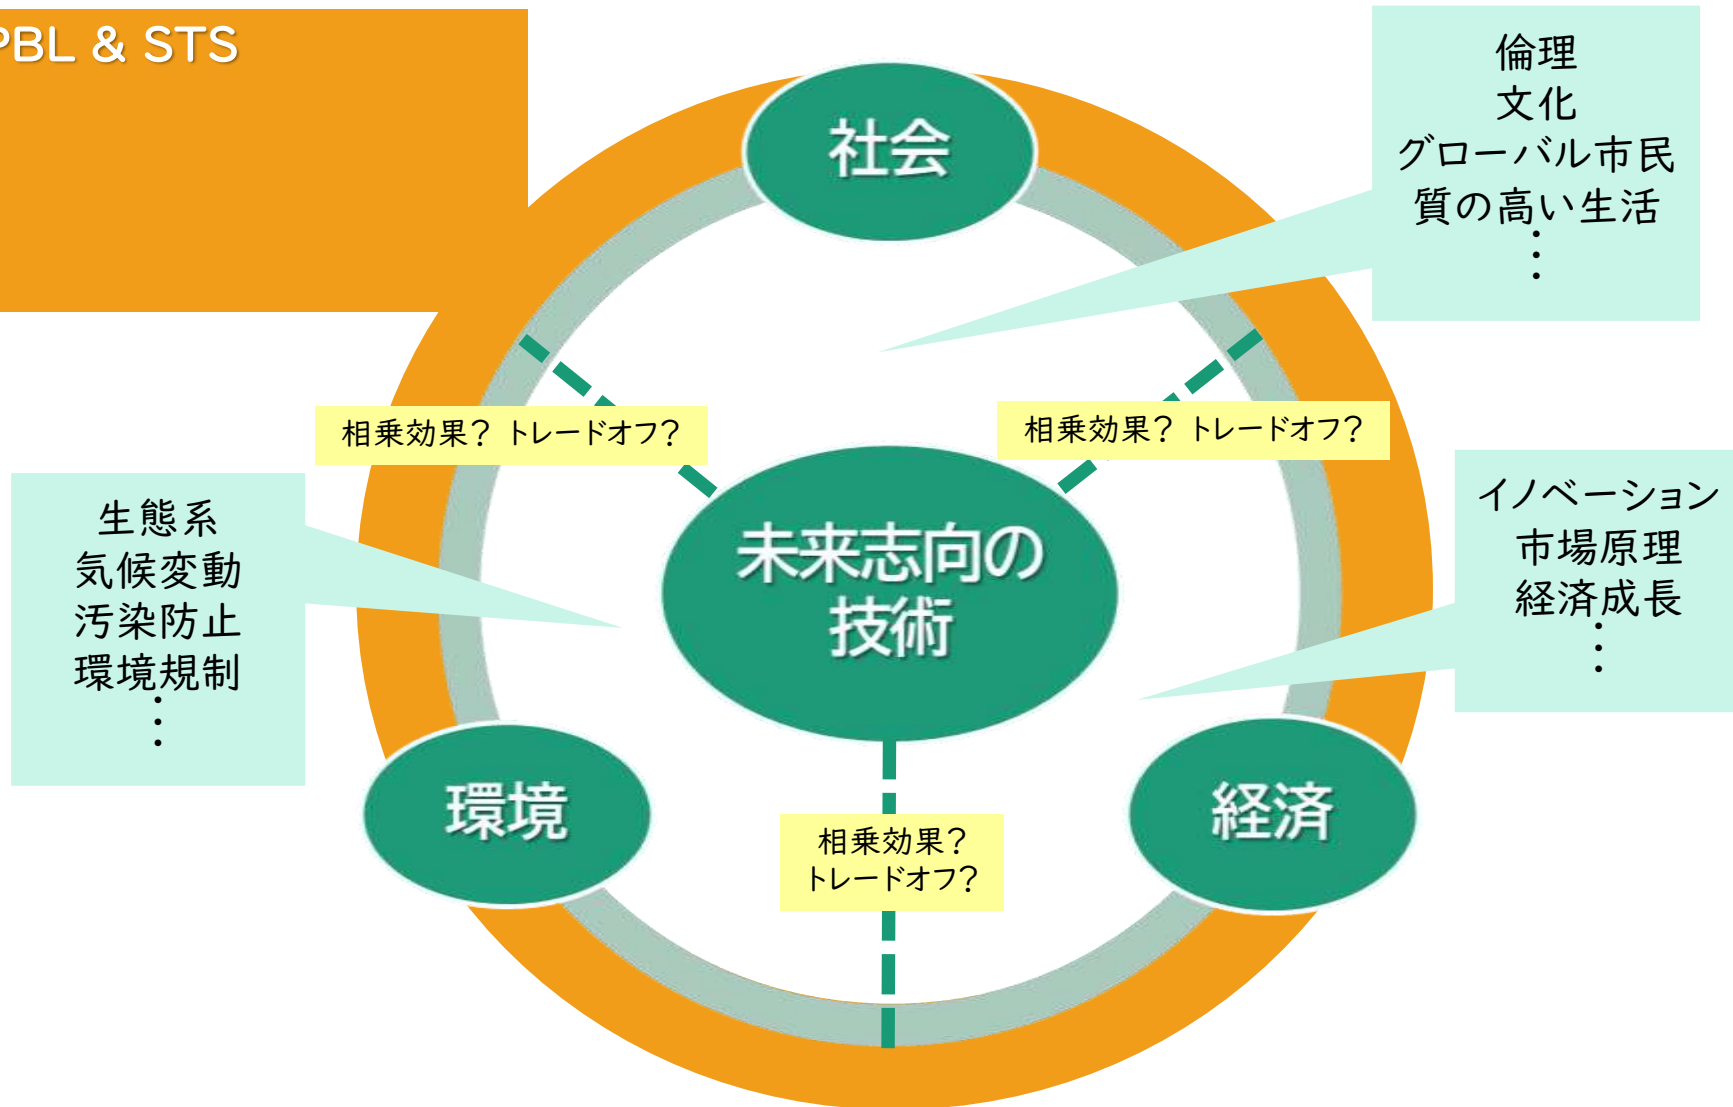 PBL & STS
社会
倫理
文化
グローバル市民
質の高い生活
⋮
相乗効果? トレードオフ?
相乗効果? トレードオフ?
生態系
気候変動
汚染防止
環境規制
⋮
未来志向の
技術
イノベーション
市場原理
経済成長
⋮
環境
相乗効果?
トレードオフ?
経済